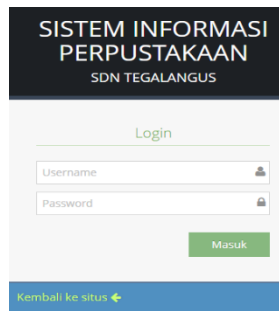 SISTEM INFORMASI
PERPUSTAKAAN
SDN TEGALANGUS
Login
Username
Password
Masuk
Kembali ke situs